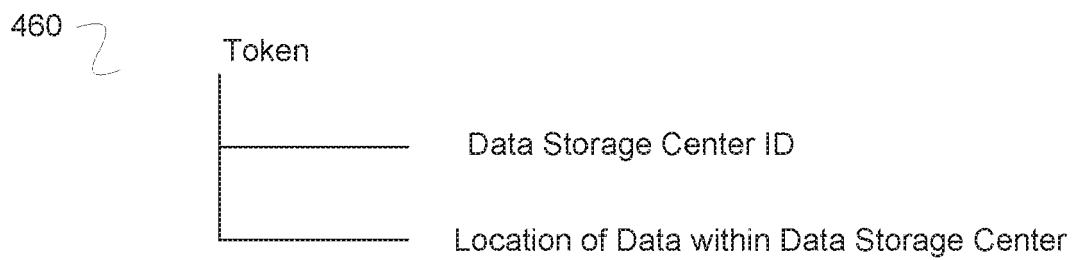 460
Token
Data Storage Center ID
Location of Data within Data Storage Center